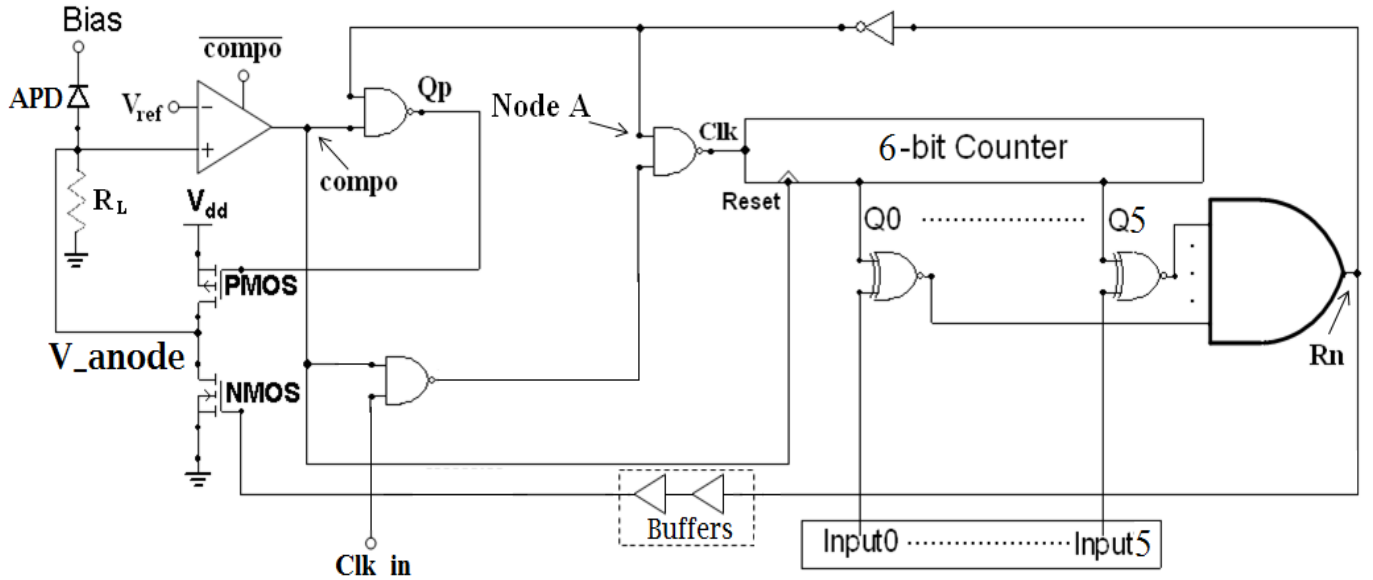 Bias
compo
APD
Vref
−
+
Qp
Node A
Clk
6-bit Counter
compo
RL
Vdd
Reset
Q0 .................... Q5
PMOS
V_anode
NMOS
Rn
Buffers
Input0 .................... Input5
Clk_in